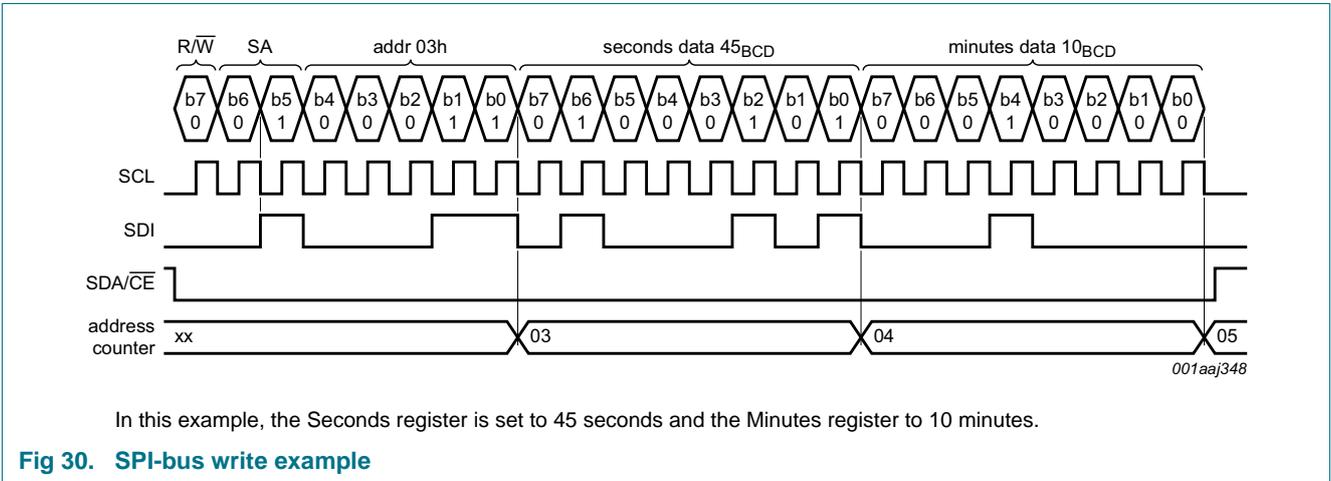 R/W SA addr 03h seconds data 45BCD minutes data 10BCD
b7 b6 b5 b4 b3 b2 b1 b0 b7 b6 b5 b4 b3 b2 b1 b0 b7 b6 b5 b4 b3 b2 b1 b0
0 0 1 0 0 0 1 1 0 1 0 0 0 1 0 1 0 0 0 1 0 0 0 0
SCL
SDI
SDA/CE
address
counter
xx 03 04 05
001aaj348
In this example, the Seconds register is set to 45 seconds and the Minutes register to 10 minutes.
Fig 30. SPI-bus write example